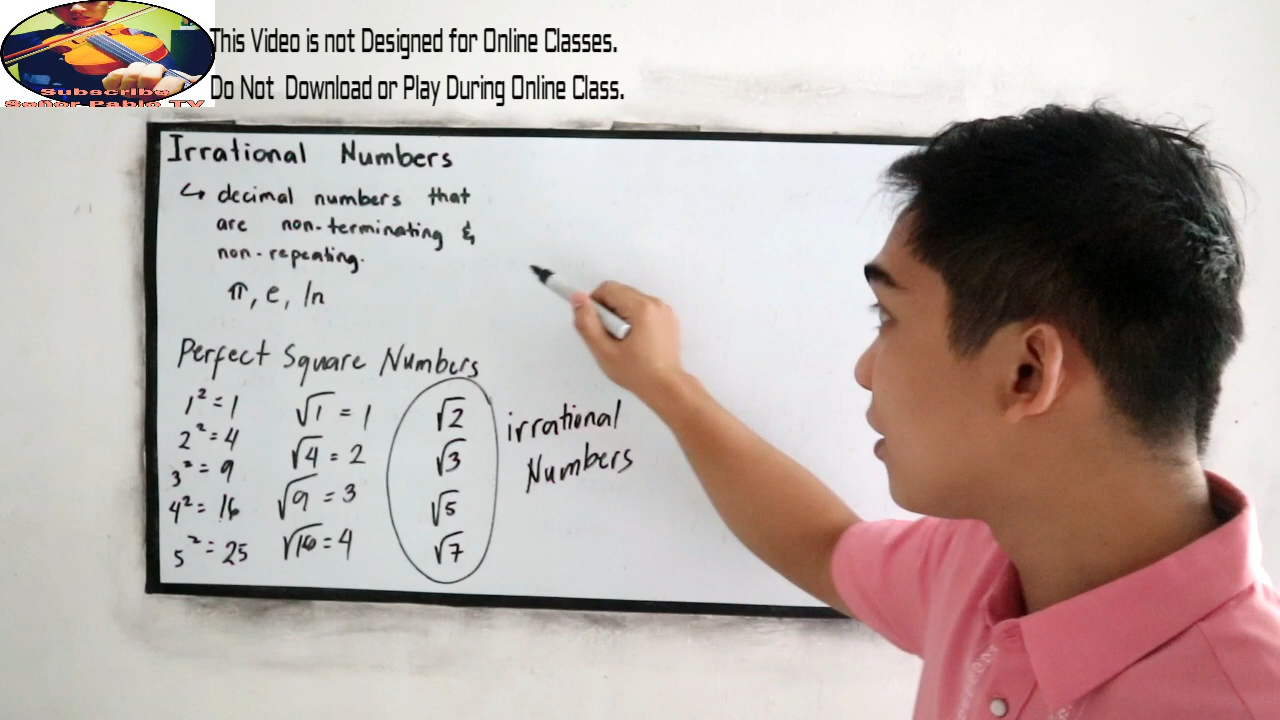 This Video is not Designed for Online Classes.
Do Not Download or Play During Online Class.
Subscribe
Señor Pablo TV
Irrational Numbers
↪ decimal numbers that
are non-terminating &
non-repeating.
π, e, ln
Perfect Square Numbers
1² = 1 √1 = 1 √2
2² = 4 √4 = 2 √3
3² = 9 √9 = 3 √5
4² = 16 √16 = 4 √7
5² = 25
irrational
Numbers